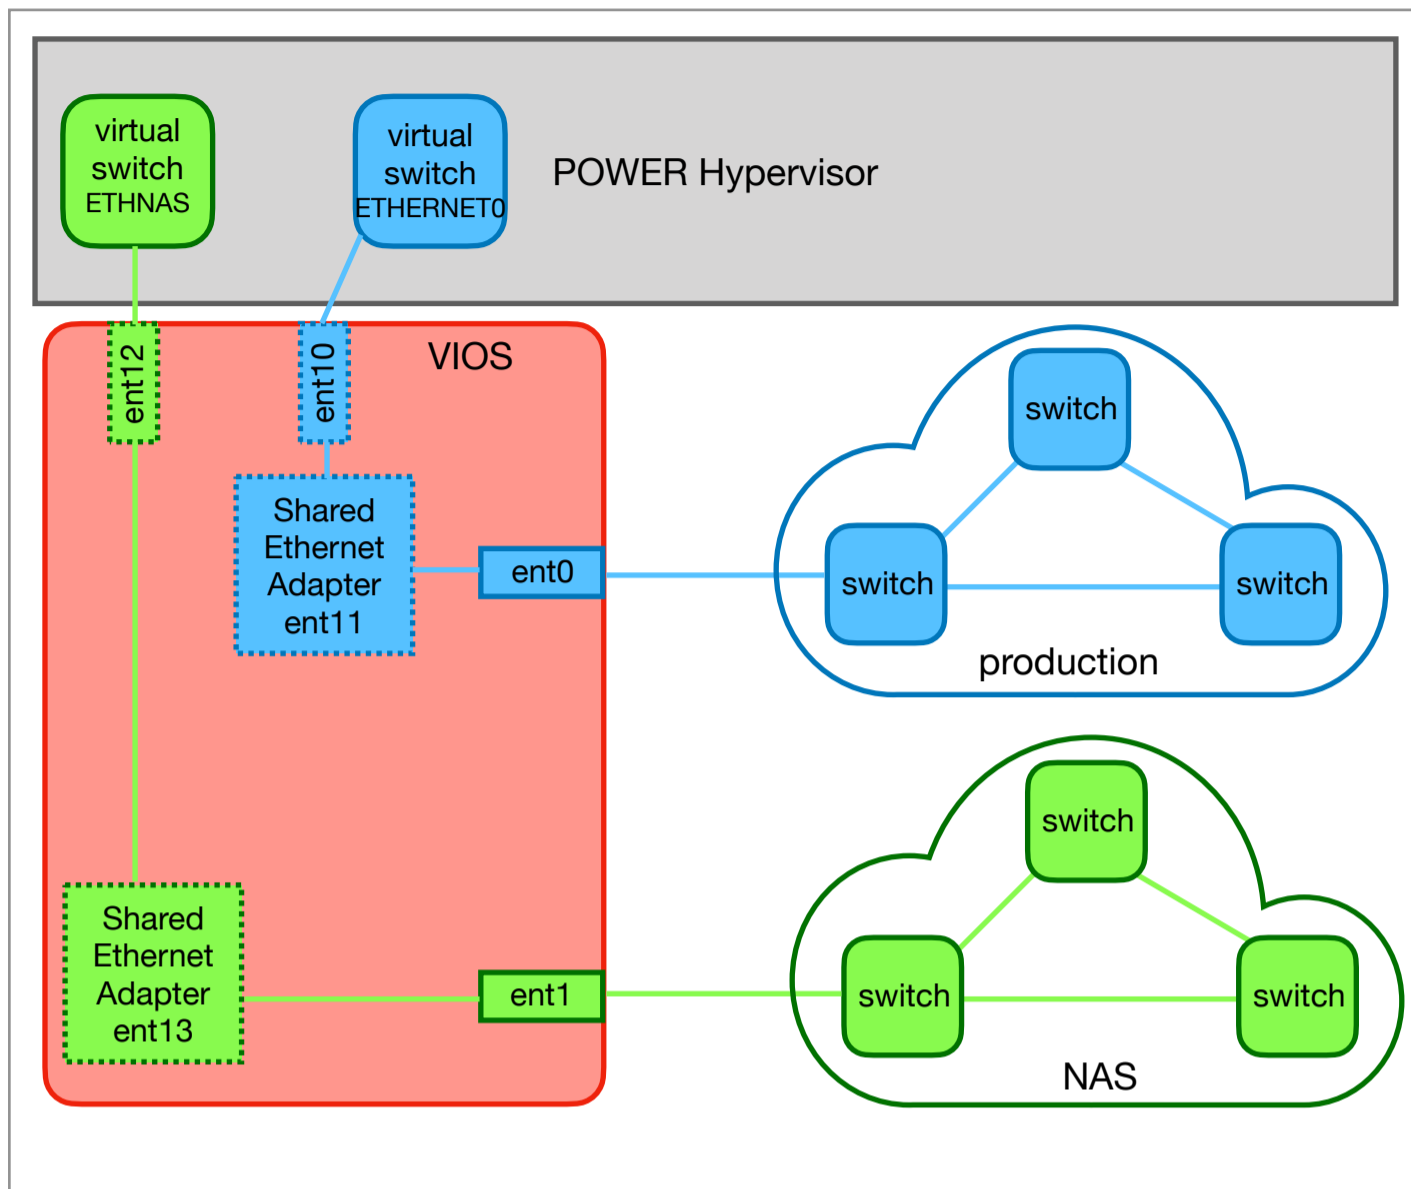 virtual
switch
ETHNAS
virtual
switch
ETHERNET0
POWER Hypervisor
ent12
ent10
VIOS
Shared
Ethernet
Adapter
ent11
ent0
switch
switch
switch
production
Shared
Ethernet
Adapter
ent13
ent1
switch
switch
switch
NAS